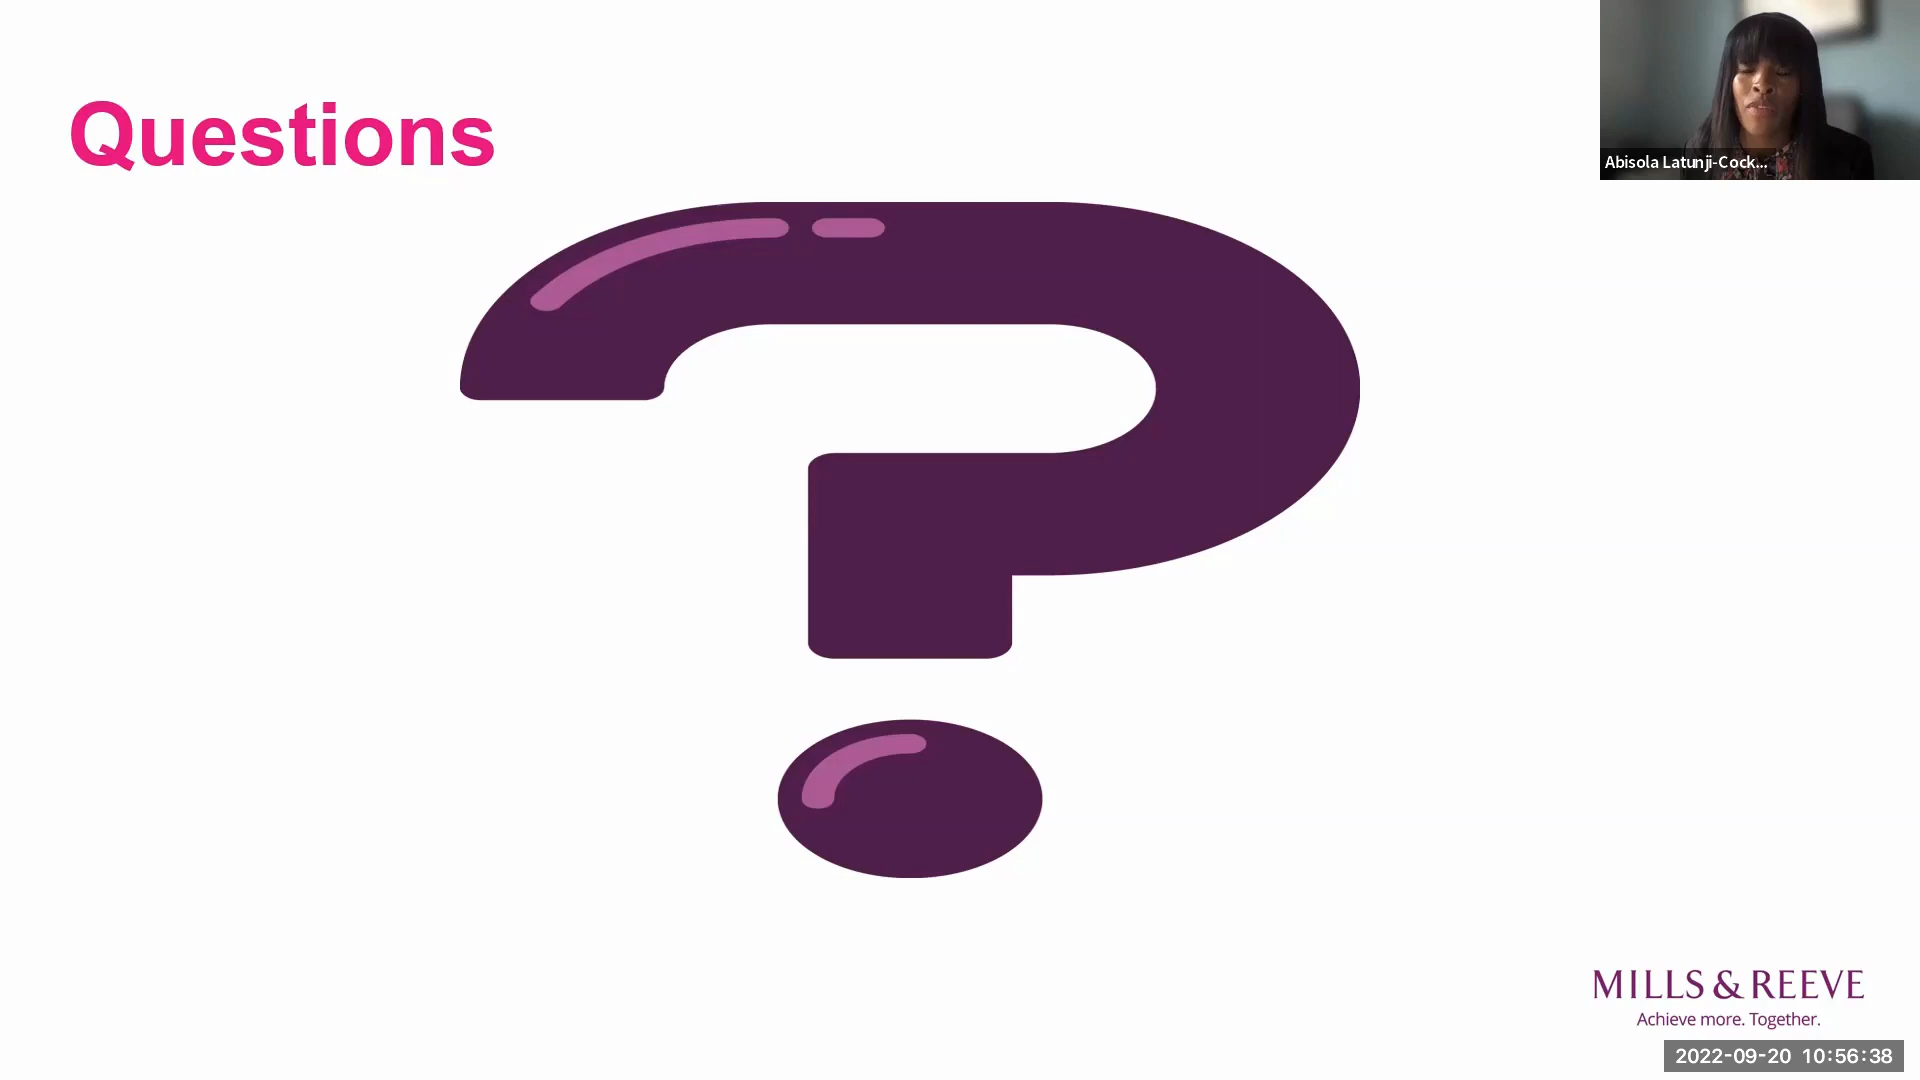 Questions
Abisola Latunji-Cock...
MILLS & REEVE
Achieve more. Together.
2022-09-20 10:56:38